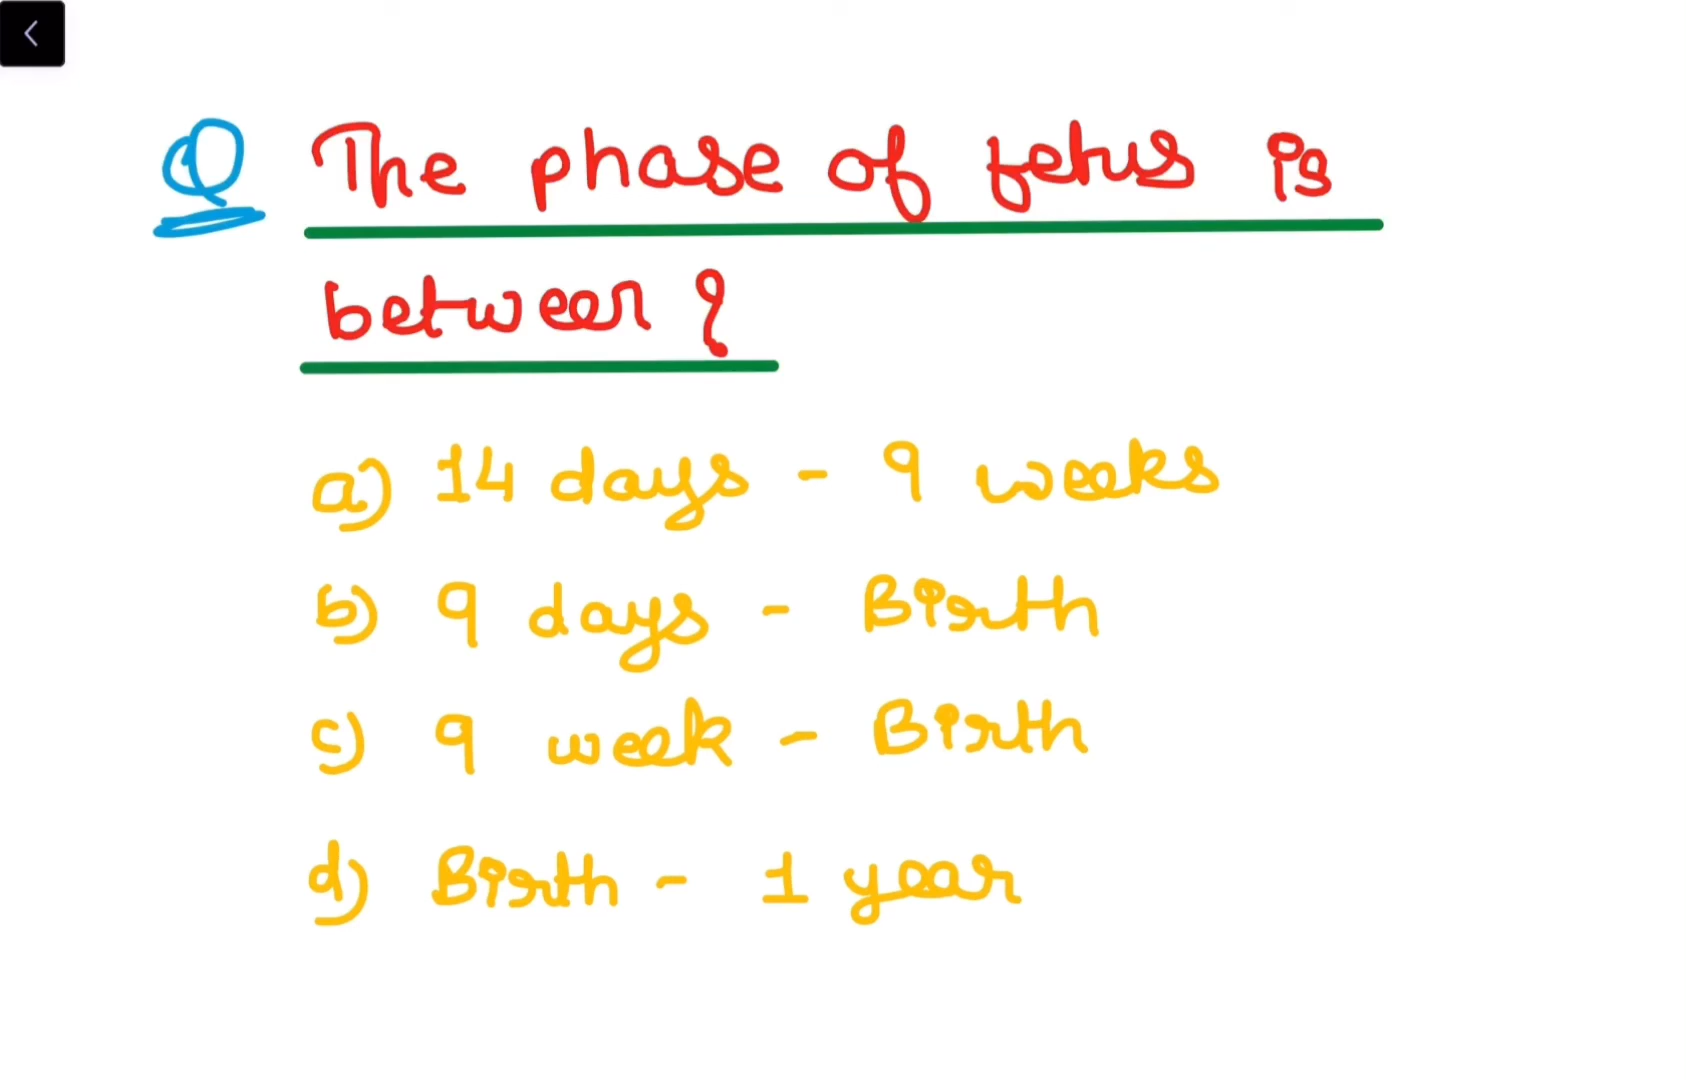 Q The phase of fetus is
between ?
a) 14 days - 9 weeks
b) 9 days - Birth
c) 9 week - Birth
d) Birth - 1 year